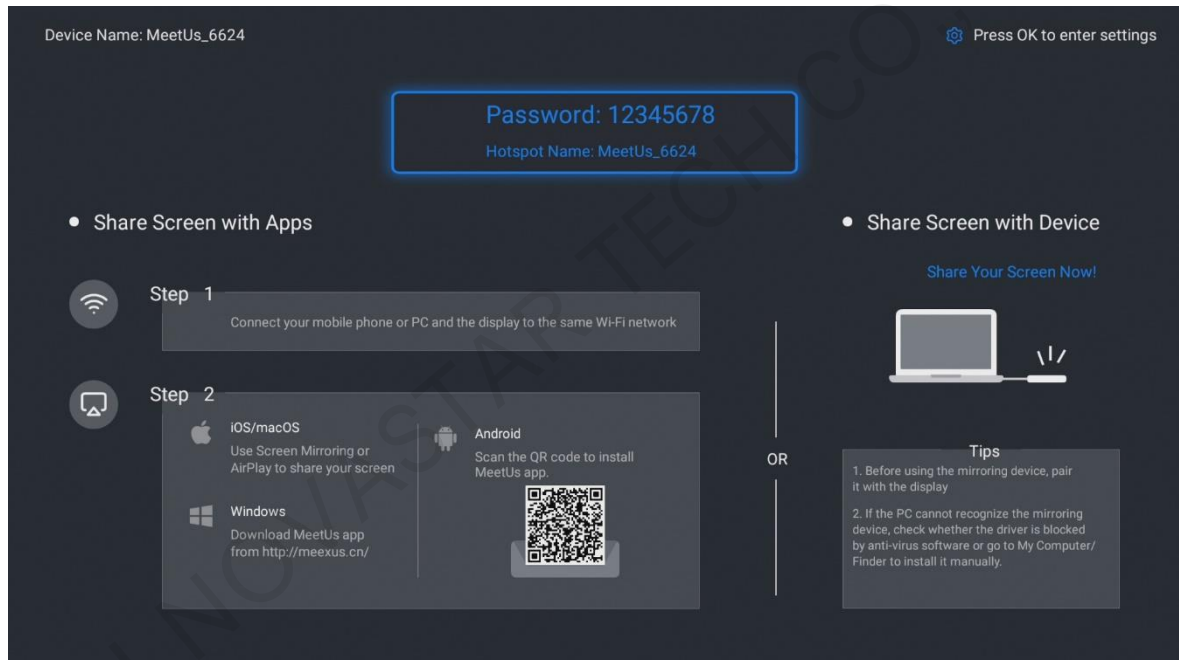 Device Name: MeetUs_6624
Press OK to enter settings
Password: 12345678
Hotspot Name: MeetUs_6624
Share Screen with Apps
Step 1
Connect your mobile phone or PC and the display to the same Wi-Fi network
Step 2
iOS/macOS
Use Screen Mirroring or
AirPlay to share your screen
Windows
Download MeetUs app
from http://meexus.cn/
Android
Scan the QR code to install
MeetUs app.
OR
Share Screen with Device
Share Your Screen Now!
Tips
1. Before using the mirroring device, pair
it with the display
2. If the PC cannot recognize the mirroring
device, check whether the driver is blocked
by anti-virus software or go to My Computer/
Finder to install it manually.
NOVASTAR TECH CO.,